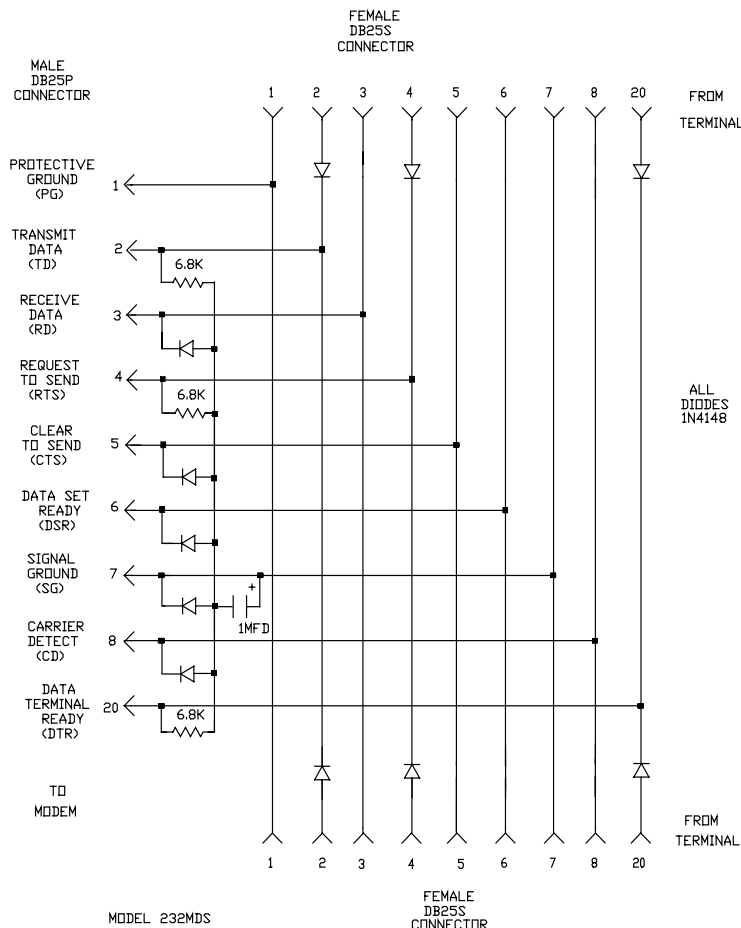 FEMALE
DB25S
CONNECTOR
MALE
DB25P
CONNECTOR
1 2 3 4 5 6 7 8 20
FROM
TERMINAL
PROTECTIVE
GROUND
(PG)
1
TRANSMIT
DATA
(TD)
2
6.8K
RECEIVE
DATA
(RD)
3
REQUEST
TO SEND
(RTS)
4
6.8K
ALL
DIODES
1N4148
CLEAR
TO SEND
(CTS)
5
DATA SET
READY
(DSR)
6
SIGNAL
GROUND
(SG)
7
+
1MFD
CARRIER
DETECT
(CD)
8
DATA
TERMINAL
READY
(DTR)
20
6.8K
TO
MODEM
FROM
TERMINAL
1 2 3 4 5 6 7 8 20
MODEL 232MDS
FEMALE
DB25S
CONNECTOR